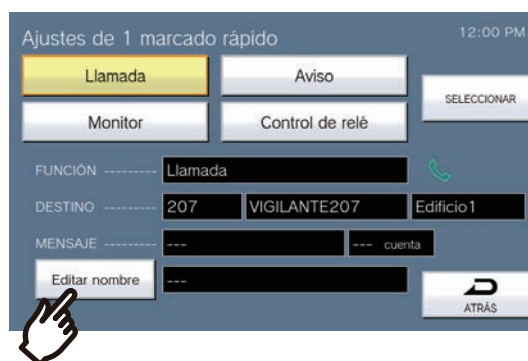 Ajustes de 1 marcado rápido 12:00 PM
Llamada Aviso
SELECCIONAR
Monitor Control de relé
FUNCIÓN --------- Llamada
DESTINO --------- 207 VIGILANTE207 Edificio1
MENSAJE --------- --- --- cuenta
Editar nombre ---
ATRÁS